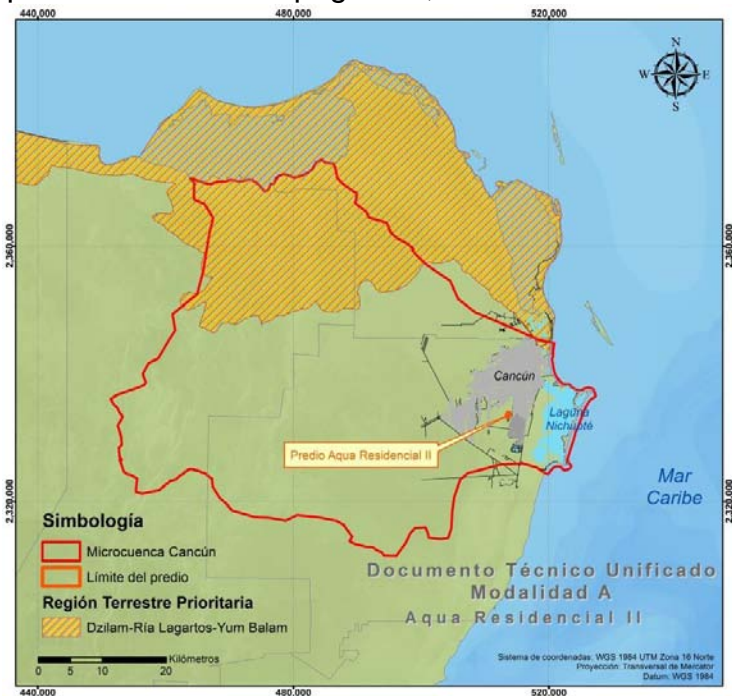 440,000 480,000 520,000
N
W E
S
2,360,000 2,360,000
Cancún
Laguna
Nichupté
Predio Aqua Residencial II
Mar
Caribe
2,320,000 2,320,000
Simbología
Microcuenca Cancún
Límite del predio
Región Terrestre Prioritaria
Dzilam-Ría Lagartos-Yum Balam
Documento Técnico Unificado
Modalidad A
Aqua Residencial II
Kilómetros
0 5 10 20
Sistema de coordenadas: WGS 1984 UTM Zona 16 Norte
Proyección: Transversal de Mercator
Datum: WGS 1984
440,000 480,000 520,000